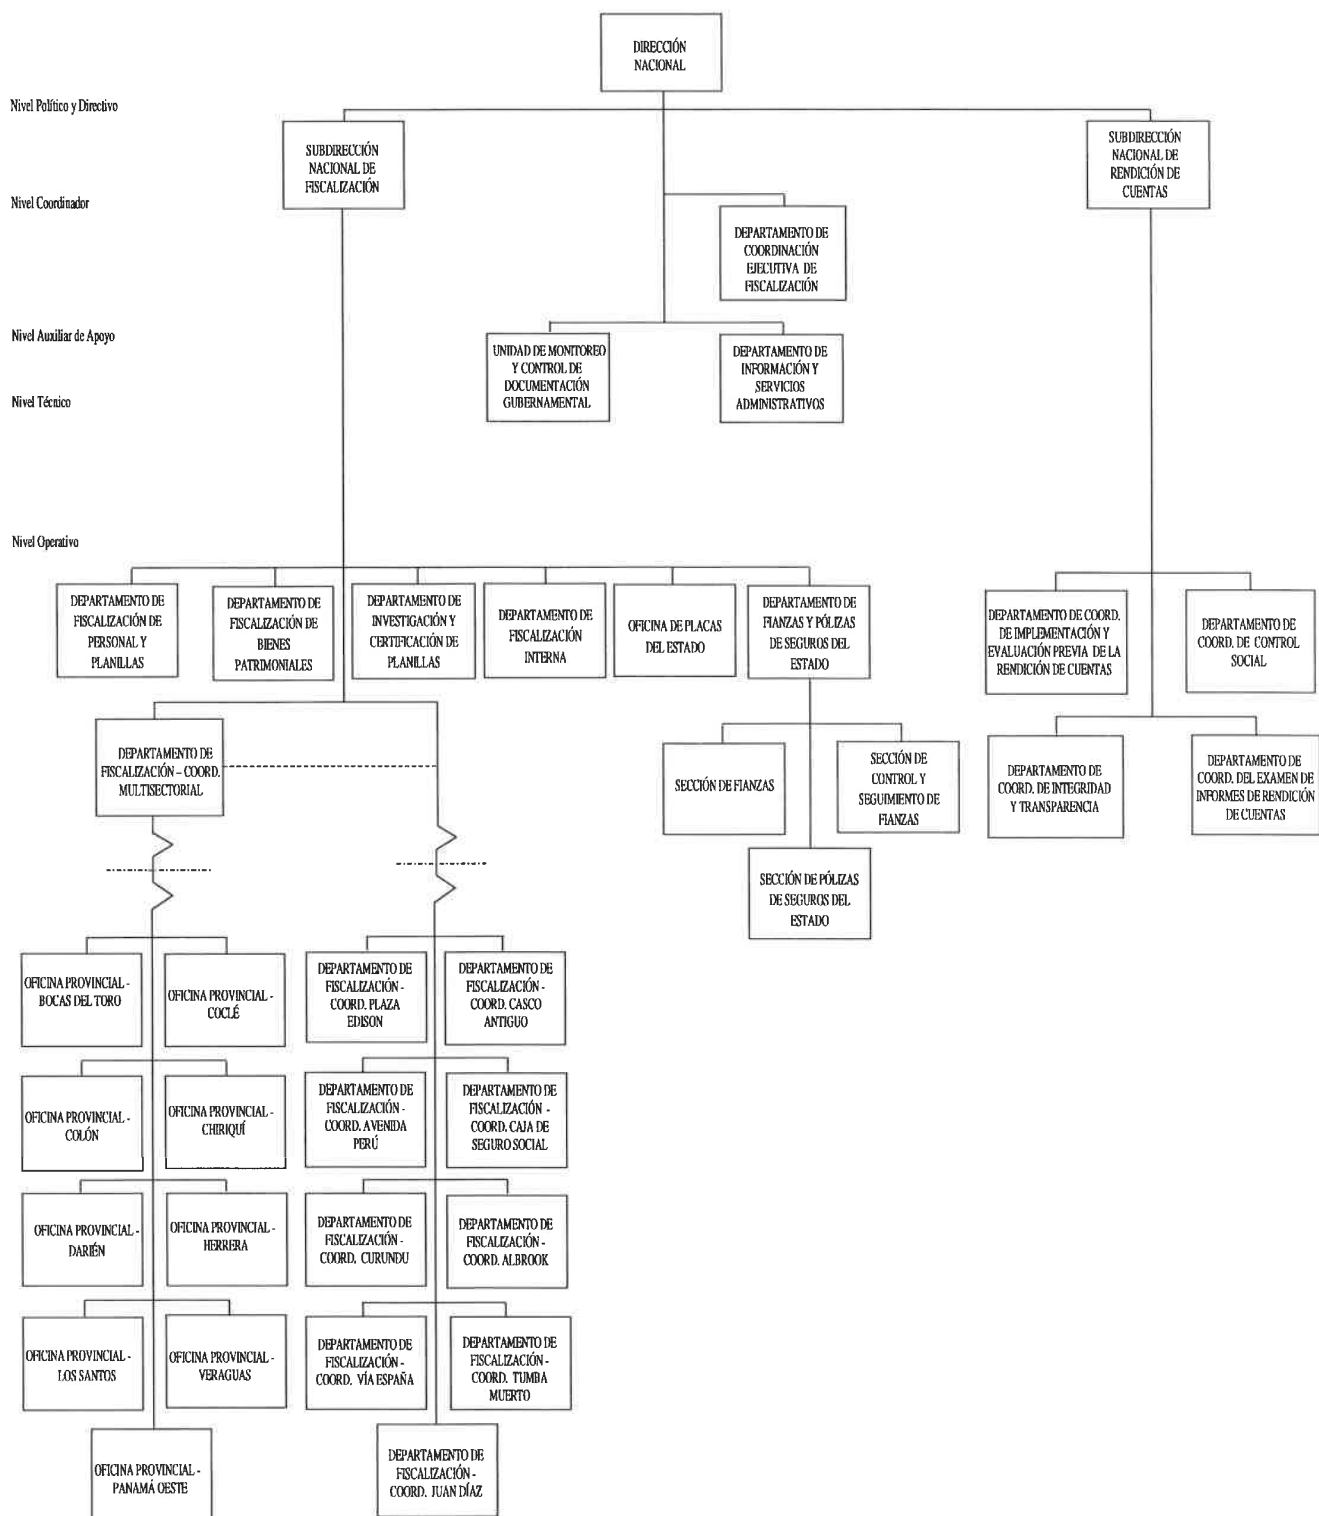 DIRECCIÓN
NACIONAL
Nivel Político y Directivo
SUBDIRECCIÓN
NACIONAL DE
FISCALIZACIÓN
SUBDIRECCIÓN
NACIONAL DE
RENDICIÓN DE
CUENTAS
Nivel Coordinador
DEPARTAMENTO DE
COORDINACIÓN
EJECUTIVA DE
FISCALIZACIÓN
Nivel Auxiliar de Apoyo
UNIDAD DE MONITOREO
Y CONTROL DE
DOCUMENTACIÓN
GUBERNAMENTAL
DEPARTAMENTO DE
INFORMACIÓN Y
SERVICIOS
ADMINISTRATIVOS
Nivel Técnico
Nivel Operativo
DEPARTAMENTO DE
FISCALIZACIÓN DE
PERSONAL Y
PLANILLAS
DEPARTAMENTO DE
FISCALIZACIÓN DE
BIENES
PATRIMONIALES
DEPARTAMENTO DE
INVESTIGACIÓN Y
CERTIFICACIÓN DE
PLANILLAS
DEPARTAMENTO DE
FISCALIZACIÓN
INTERNA
OFICINA DE PLACAS
DEL ESTADO
DEPARTAMENTO DE
FIANZAS Y PÓLIZAS
DE SEGUROS DEL
ESTADO
DEPARTAMENTO DE COORD.
DE IMPLEMENTACIÓN Y
EVALUACIÓN PREVIA DE LA
RENDICIÓN DE CUENTAS
DEPARTAMENTO DE
COORD. DE CONTROL
SOCIAL
DEPARTAMENTO DE
FISCALIZACIÓN – COORD.
MULTISECTORIAL
SECCIÓN DE FIANZAS
SECCIÓN DE
CONTROL Y
SEGUIMIENTO DE
FIANZAS
DEPARTAMENTO DE
COORD. DE INTEGRIDAD
Y TRANSPARENCIA
DEPARTAMENTO DE
COORD. DEL EXAMEN DE
INFORMES DE RENDICIÓN
DE CUENTAS
SECCIÓN DE PÓLIZAS
DE SEGUROS DEL
ESTADO
OFICINA PROVINCIAL -
BOCAS DEL TORO
OFICINA PROVINCIAL -
COCLÉ
DEPARTAMENTO DE
FISCALIZACIÓN -
COORD. PLAZA
EDISON
DEPARTAMENTO DE
FISCALIZACIÓN -
COORD. CASCO
ANTIGUO
OFICINA PROVINCIAL -
COLÓN
OFICINA PROVINCIAL -
CHIRIQUÍ
DEPARTAMENTO DE
FISCALIZACIÓN -
COORD. AVENIDA
PERÚ
DEPARTAMENTO DE
FISCALIZACIÓN -
COORD. CAJA DE
SEGURO SOCIAL
OFICINA PROVINCIAL -
DARIÉN
OFICINA PROVINCIAL -
HERRERA
DEPARTAMENTO DE
FISCALIZACIÓN -
COORD. CURUNDU
DEPARTAMENTO DE
FISCALIZACIÓN -
COORD. ALBROOK
OFICINA PROVINCIAL -
LOS SANTOS
OFICINA PROVINCIAL -
VERAGUAS
DEPARTAMENTO DE
FISCALIZACIÓN -
COORD. VÍA ESPAÑA
DEPARTAMENTO DE
FISCALIZACIÓN -
COORD. TUMBA
MUERTO
OFICINA PROVINCIAL -
PANAMÁ OESTE
DEPARTAMENTO DE
FISCALIZACIÓN -
COORD. JUAN DÍAZ